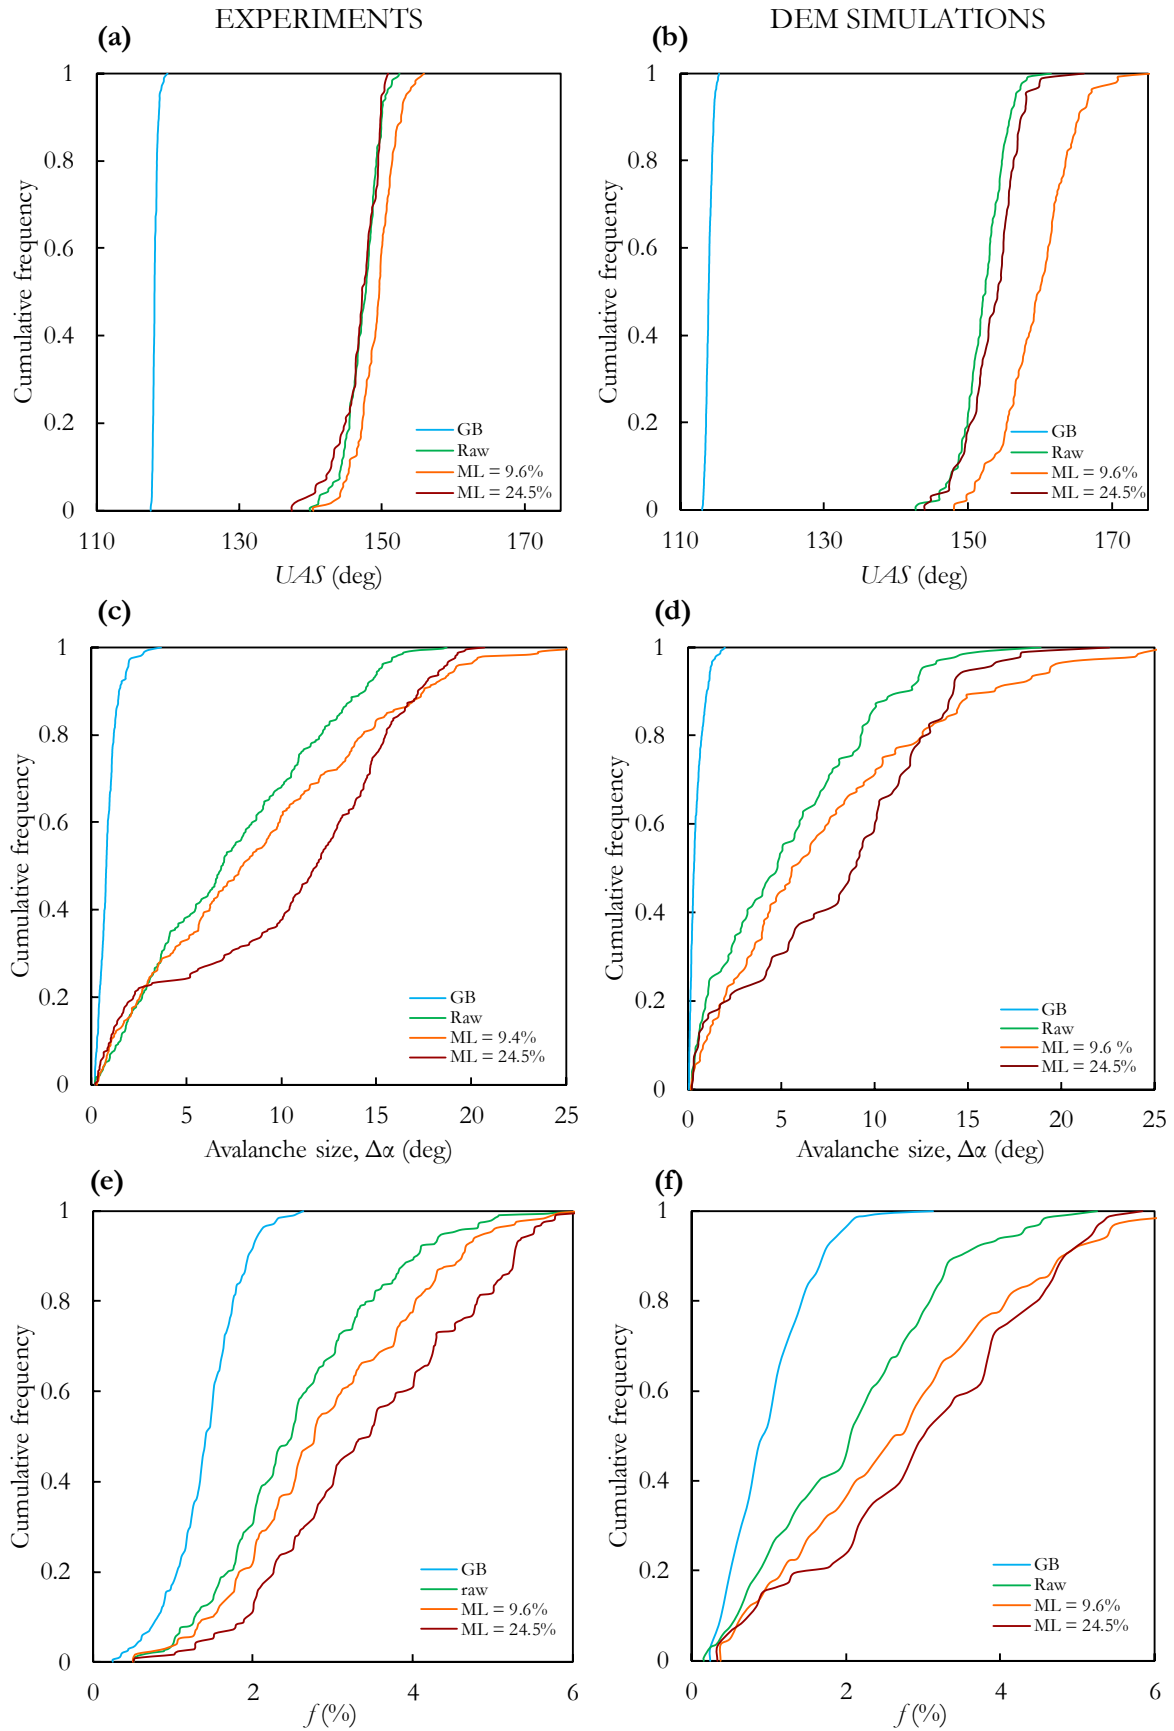 EXPERIMENTS
DEM SIMULATIONS
(a)
1
0.8
0.6
0.4
0.2
0
Cumulative frequency
GB
Raw
ML = 9.6%
ML = 24.5%
110 130 150 170
UAS (deg)
(b)
1
0.8
0.6
0.4
0.2
0
Cumulative frequency
GB
Raw
ML = 9.6%
ML = 24.5%
110 130 150 170
UAS (deg)
(c)
1
0.8
0.6
0.4
0.2
0
Cumulative frequency
GB
Raw
ML = 9.4%
ML = 24.5%
0 5 10 15 20 25
Avalanche size, Δα (deg)
(d)
1
0.8
0.6
0.4
0.2
0
Cumulative frequency
GB
Raw
ML = 9.6 %
ML = 24.5%
0 5 10 15 20 25
Avalanche size, Δα (deg)
(e)
1
0.8
0.6
0.4
0.2
0
Cumulative frequency
GB
raw
ML = 9.6%
ML = 24.5%
0 2 4 6
f (%)
(f)
1
0.8
0.6
0.4
0.2
0
Cumulative frequency
GB
Raw
ML = 9.6%
ML = 24.5%
0 2 4 6
f (%)